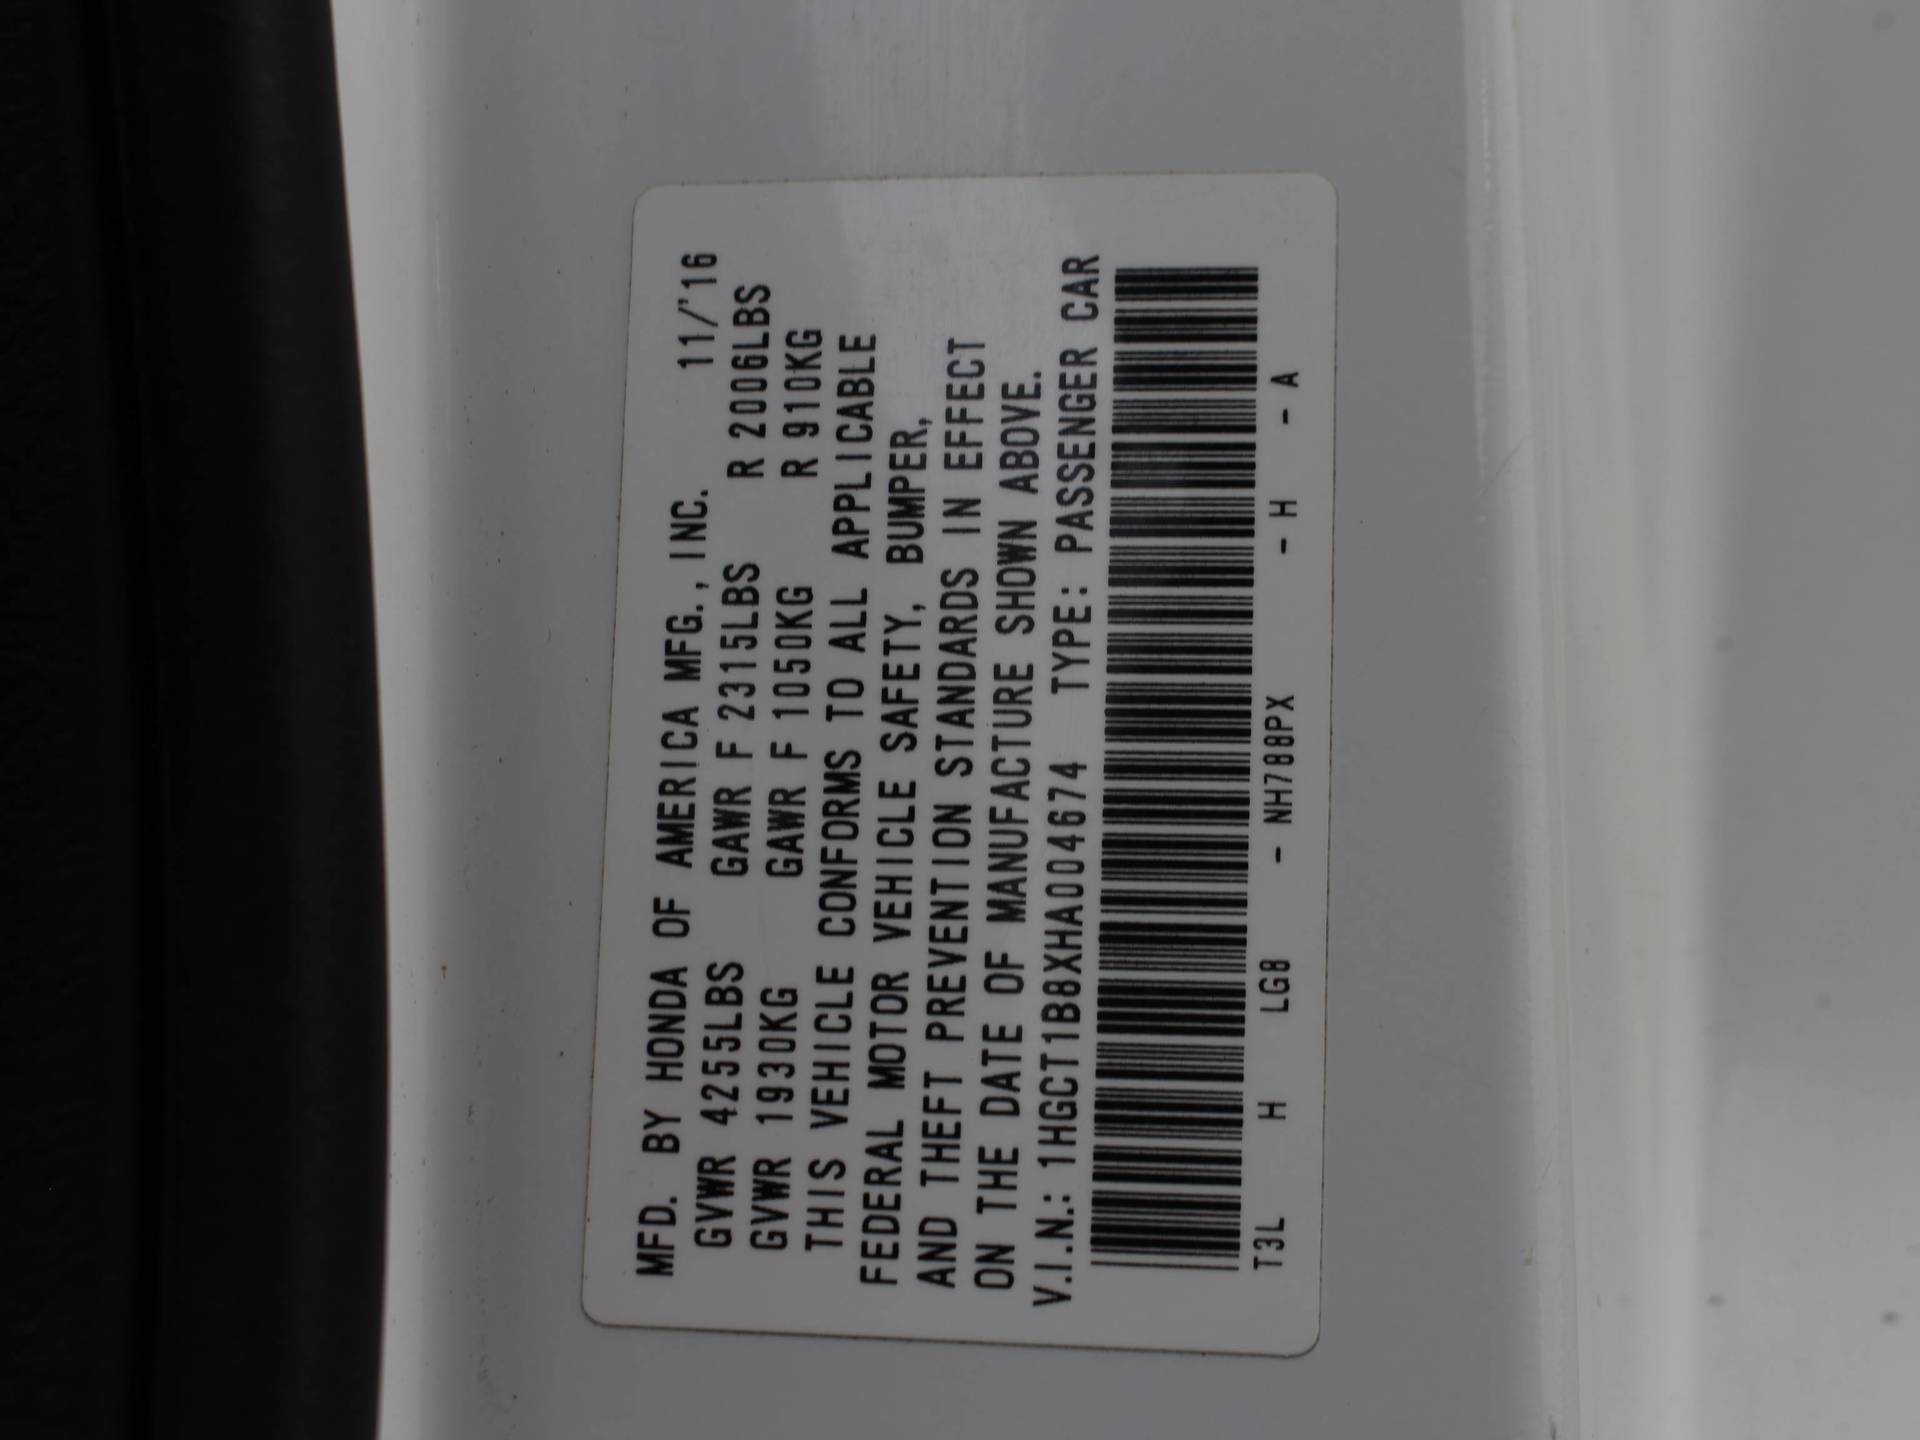 MFD. BY HONDA OF AMERICA MFG., INC. 11/'16
GVWR 4255LBS GAWR F 2315LBS R 2006LBS
GVWR 1930KG GAWR F 1050KG R 910KG
THIS VEHICLE CONFORMS TO ALL APPLICABLE
FEDERAL MOTOR VEHICLE SAFETY, BUMPER,
AND THEFT PREVENTION STANDARDS IN EFFECT
ON THE DATE OF MANUFACTURE SHOWN ABOVE.
V.I.N.: 1HGCT1B8XHA004674 TYPE: PASSENGER CAR
T3L H LG8 - NH788PX - H - A